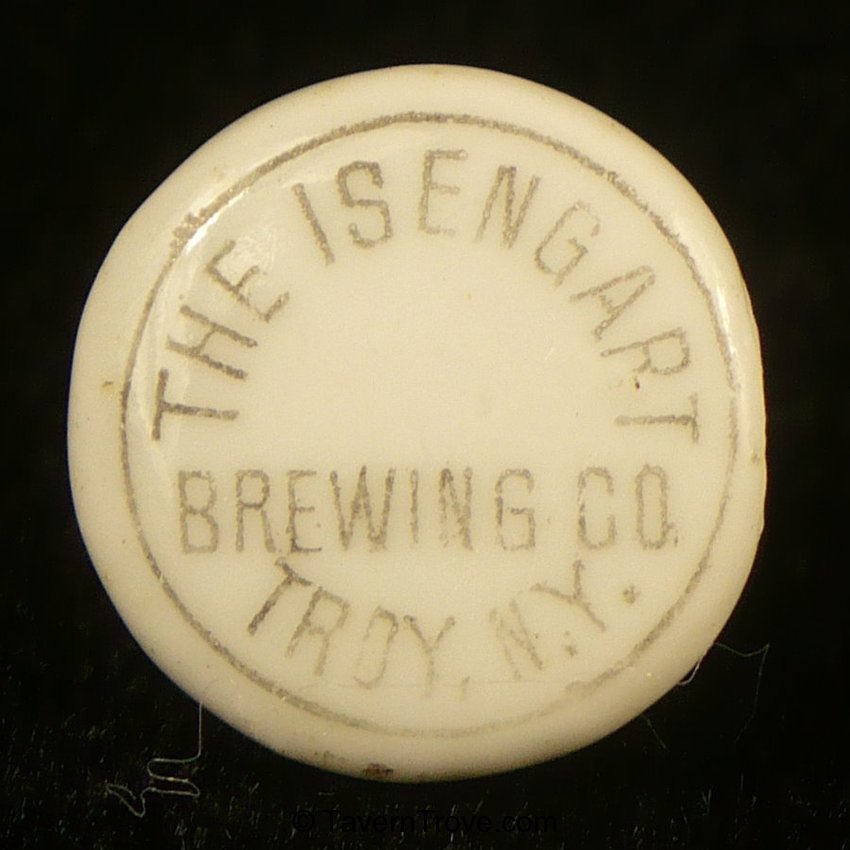 THE ISENGART
BREWING CO.
TROY, N.Y.
© TavernTrove.com